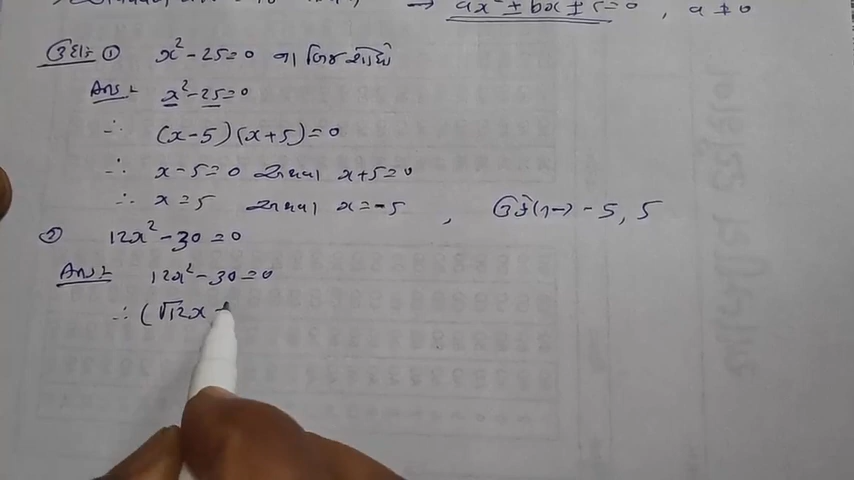 → ax² ± bx ± 5 = 0 , a ≠ 0
① x² - 25 = 0
Ans: x² - 25 = 0
∴ (x - 5) (x + 5) = 0
∴ x - 5 = 0 અથવા x + 5 = 0
∴ x = 5 અથવા x = -5 , ઉકેલ → - 5, 5
② 12x² - 30 = 0
Ans: 12x² - 30 = 0
∴ (√12x -